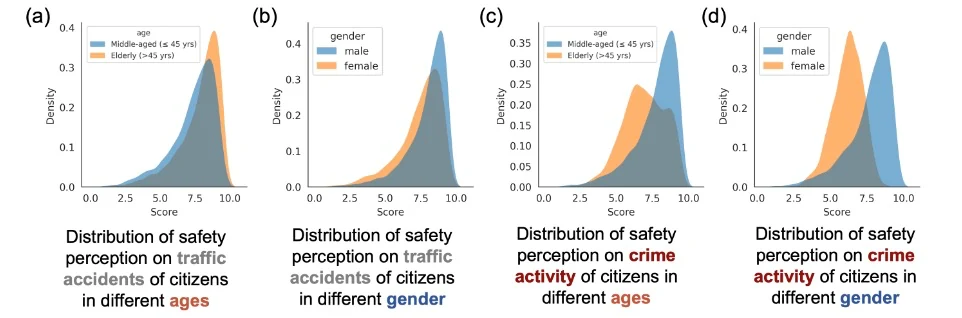 (a)
0.4
0.3
0.2
0.1
0.0
Density
age
Middle-aged (≤ 45 yrs)
Elderly (>45 yrs)
0.0 2.5 5.0 7.5 10.0
Score
Distribution of safety
perception on traffic
accidents of citizens
in different ages
(b)
0.4
0.3
0.2
0.1
0.0
Density
gender
male
female
0.0 2.5 5.0 7.5 10.0
Score
Distribution of safety
perception on traffic
accidents of citizens
in different gender
(c)
0.35
0.30
0.25
0.20
0.15
0.10
0.05
0.00
Density
age
Middle-aged (≤ 45 yrs)
Elderly (>45 yrs)
0.0 2.5 5.0 7.5 10.0
Score
Distribution of safety
perception on crime
activity of citizens in
different ages
(d)
0.4
0.3
0.2
0.1
0.0
Density
gender
male
female
0.0 2.5 5.0 7.5 10.0
Score
Distribution of safety
perception on crime
activity of citizens in
different gender